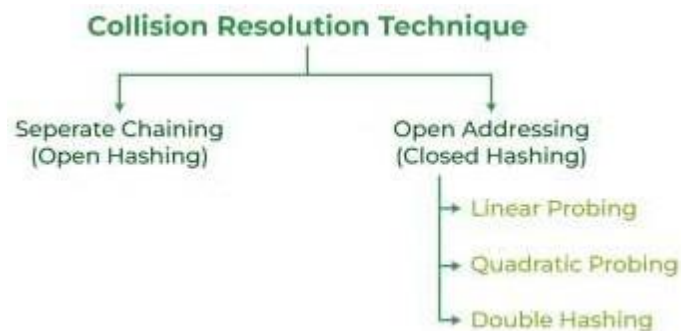 Collision Resolution Technique
Seperate Chaining
(Open Hashing)
Open Addressing
(Closed Hashing)
Linear Probing
Quadratic Probing
Double Hashing